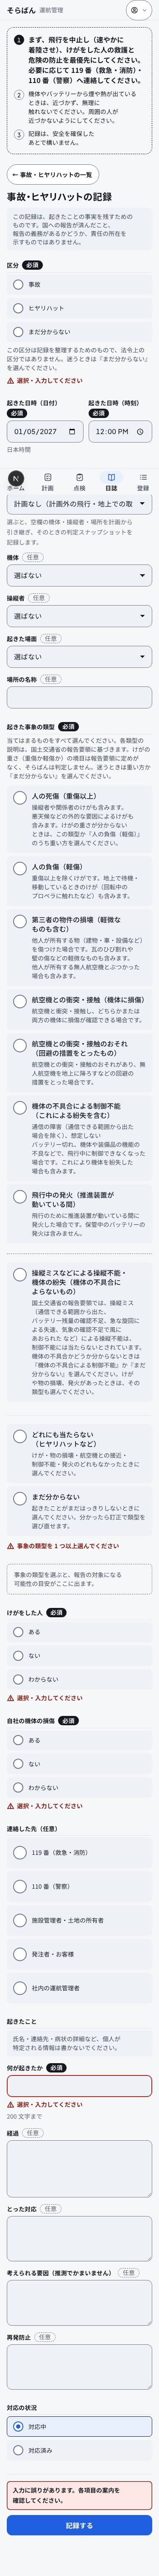 そらぱん 運航管理
1 まず、飛行を中止（速やかに
着陸させ）、けがをした人の救護と
危険の防止を最優先にしてください。
必要に応じて 119 番（救急・消防）・
110 番（警察）へ連絡してください。
2 機体やバッテリーから煙や熱が出ている
ときは、近づかず、無理に
触れないでください。周囲の人が
近づかないようにしてください。
3 記録は、安全を確保した
あとで構いません。
← 事故・ヒヤリハットの一覧
事故・ヒヤリハットの記録
この記録は、起きたことの事実を残すための
ものです。国への報告が済んだこと、
報告の義務があるかどうか、責任の所在を
示すものではありません。
区分 必須
事故
ヒヤリハット
まだ分からない
この区分は記録を整理するためのもので、法令上の
区分ではありません。迷うときは「まだ分からない」
を選んでください。
選択・入力してください
起きた日時（日付）
必須
起きた日時（時刻）
必須
01/05/2027
12:00 PM
日本時間
N
ホーム 計画 点検 日誌 登録
計画なし（計画外の飛行・地上での取
選ぶと、空機の機体・操縦者・場所を計画から
引き継ぎ、そのときの判定スナップショットを
記録します。
機体 任意
選ばない
操縦者 任意
選ばない
起きた場面 任意
選ばない
場所の名称 任意
起きた事象の類型 必須
当てはまるものをすべて選んでください。各類型の
説明は、国土交通省の報告要領に基づきます。けがの
重さ（重傷か軽傷か）の項目は報告要領に定めが
なく、そらぱんは判定しません。迷うときは重い方か
「まだ分からない」を選んでください。
人の死傷（重傷以上）
操縦者や関係者のけがも含みます。
悪天候などの外的な要因によるけがも
含みます。けがの重さが分からない
ときは、この類型か「人の負傷（軽傷）」
のうち重い方を選んでください。
人の負傷（軽傷）
重傷以上を除くけがです。地上で待機・
移動しているときのけが（回転中の
プロペラに触れたなど）も含みます。
第三者の物件の損壊（軽微な
ものも含む）
他人が所有する物（建物・車・設備など）
を傷つけた場合です。瓦のひび割れや
壁の傷などの軽微なものも含みます。
他人が所有する無人航空機とぶつかった
場合も含みます。
航空機との衝突・接触（機体に損傷）
航空機と衝突・接触し、どちらかまたは
両方の機体に損傷が確認できる場合です。
航空機との衝突・接触のおそれ
（回避の措置をとったもの）
航空機との衝突・接触のおそれがあり、無
人航空機を地上に降ろすなどの回避の
措置をとった場合です。
機体の不具合による制御不能
（これによる紛失を含む）
通信の障害（通信できる範囲から出た
場合を除く）、想定しない
バッテリー切れ、機体や装備品の機能の
不良などで、飛行中に制御できなくなった
場合です。これにより機体を紛失した
場合も含みます。
飛行中の発火（推進装置が
動いている間）
飛行のために推進装置が動いている間に
発火した場合です。保管中のバッテリーの
発火は含みません。
操縦ミスなどによる操縦不能・
機体の紛失（機体の不具合に
よらないもの）
国土交通省の報告要領では、操縦ミス
（通信できる範囲から出た、
バッテリー残量の確認不足、急な旋回に
よる失速、気象の確認不足で風に
あおられた など）による操縦不能は、
制御不能には当たらないとされています。
機体の不具合かどうか分からないときは
「機体の不具合による制御不能」か「まだ
分からない」を選んでください。けが
や物の損壊、発火があったときは、その
類型も選んでください。
どれにも当たらない
（ヒヤリハットなど）
けが・物の損壊・航空機との接近・
制御不能・発火のどれもなかったときに
選んでください。
まだ分からない
起きたことがまだはっきりしないときに
選んでください。分かったら訂正で類型を
選び直せます。
事象の類型を 1 つ以上選んでください
事象の類型を選ぶと、報告の対象になる
可能性の目安がここに出ます。
けがをした人 必須
ある
ない
わからない
選択・入力してください
自社の機体の損傷 必須
ある
ない
わからない
選択・入力してください
連絡した先（任意）
119 番（救急・消防）
110 番（警察）
施設管理者・土地の所有者
発注者・お客様
社内の運航管理者
起きたこと
氏名・連絡先・病状の詳細など、個人が
特定される情報は書かないでください。
何が起きたか 必須
選択・入力してください
200 文字まで
経過 任意
とった対応 任意
考えられる要因（推測でかまいません） 任意
再発防止 任意
対応の状況
対応中
対応済み
入力に誤りがあります。各項目の案内を
確認してください。
記録する